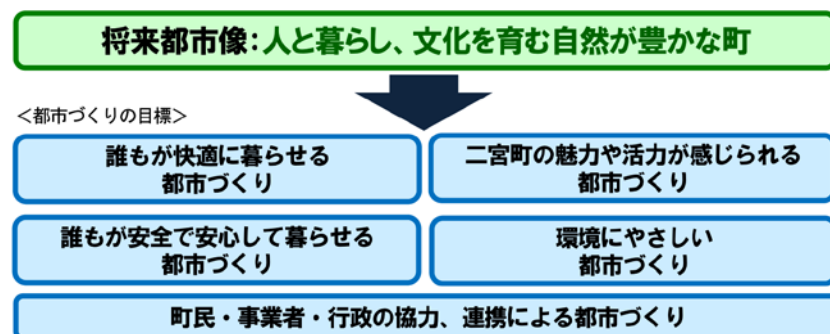 将来都市像：人と暮らし、文化を育む自然が豊かな町
＜都市づくりの目標＞
誰もが快適に暮らせる
都市づくり
二宮町の魅力や活力が感じられる
都市づくり
誰もが安全で安心して暮らせる
都市づくり
環境にやさしい
都市づくり
町民・事業者・行政の協力、連携による都市づくり